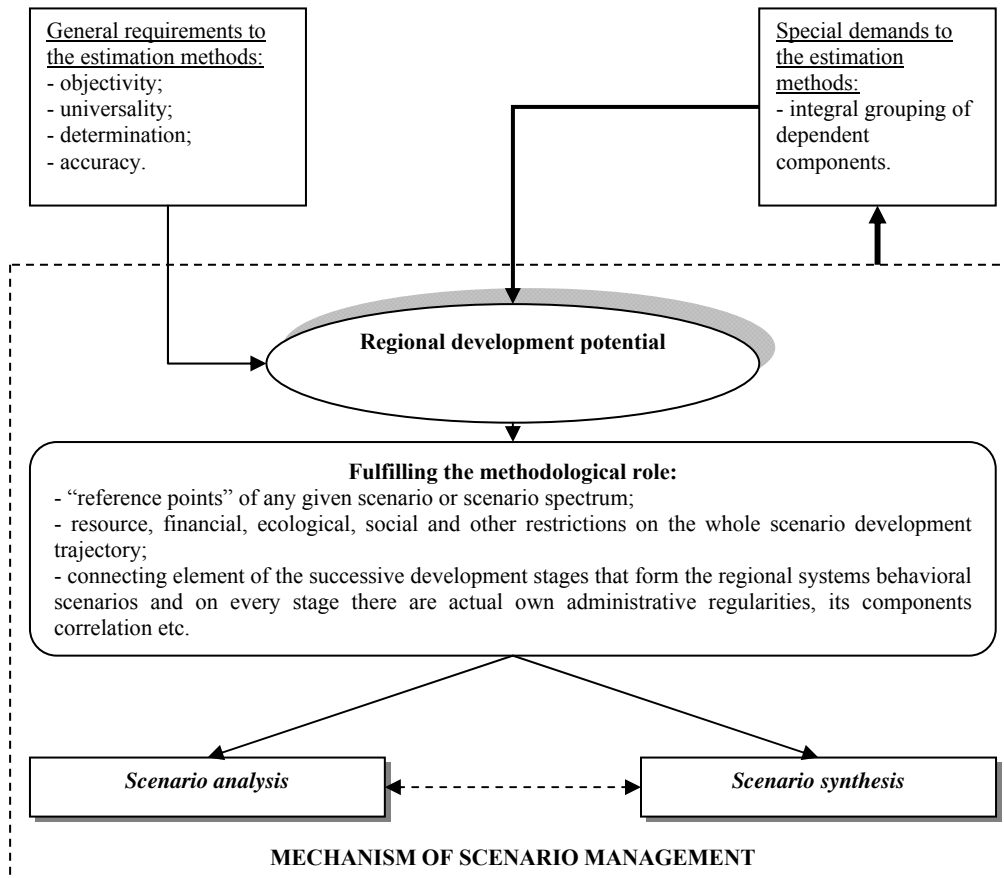 General requirements to
the estimation methods:
- objectivity;
- universality;
- determination;
- accuracy.
Special demands to
the estimation
methods:
- integral grouping of
dependent
components.
Regional development potential
Fulfilling the methodological role:
- “reference points” of any given scenario or scenario spectrum;
- resource, financial, ecological, social and other restrictions on the whole scenario development
trajectory;
- connecting element of the successive development stages that form the regional systems behavioral
scenarios and on every stage there are actual own administrative regularities, its components
correlation etc.
Scenario analysis
Scenario synthesis
MECHANISM OF SCENARIO MANAGEMENT